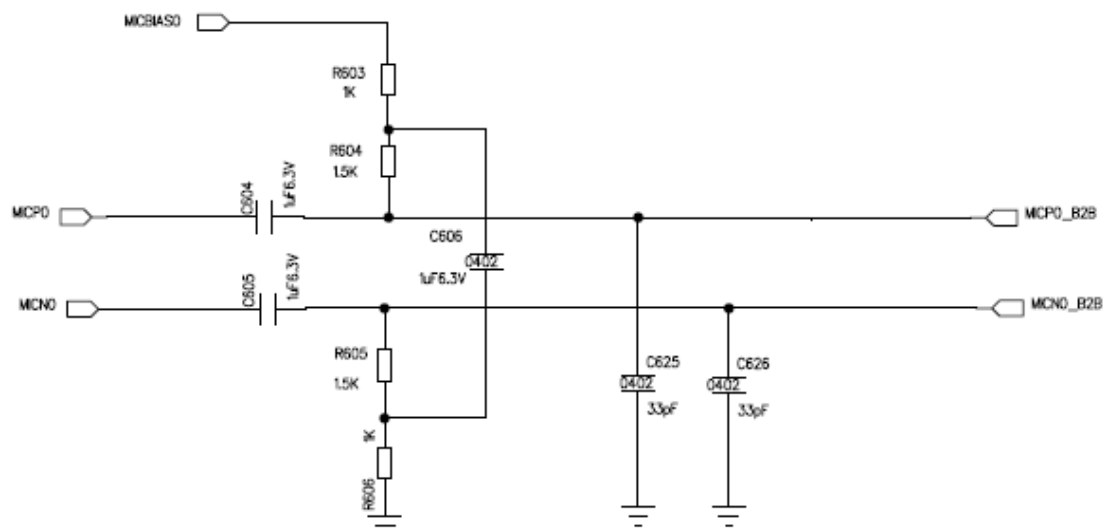 MICBIAS0
R603
1K
R604
1.5K
C604
1uF6.3V
MICP0
MICP0_B2B
C606
0402
1uF6.3V
C605
1uF6.3V
MICN0
MICN0_B2B
R605
1.5K
C625
0402
33pF
C626
0402
33pF
1K
R606